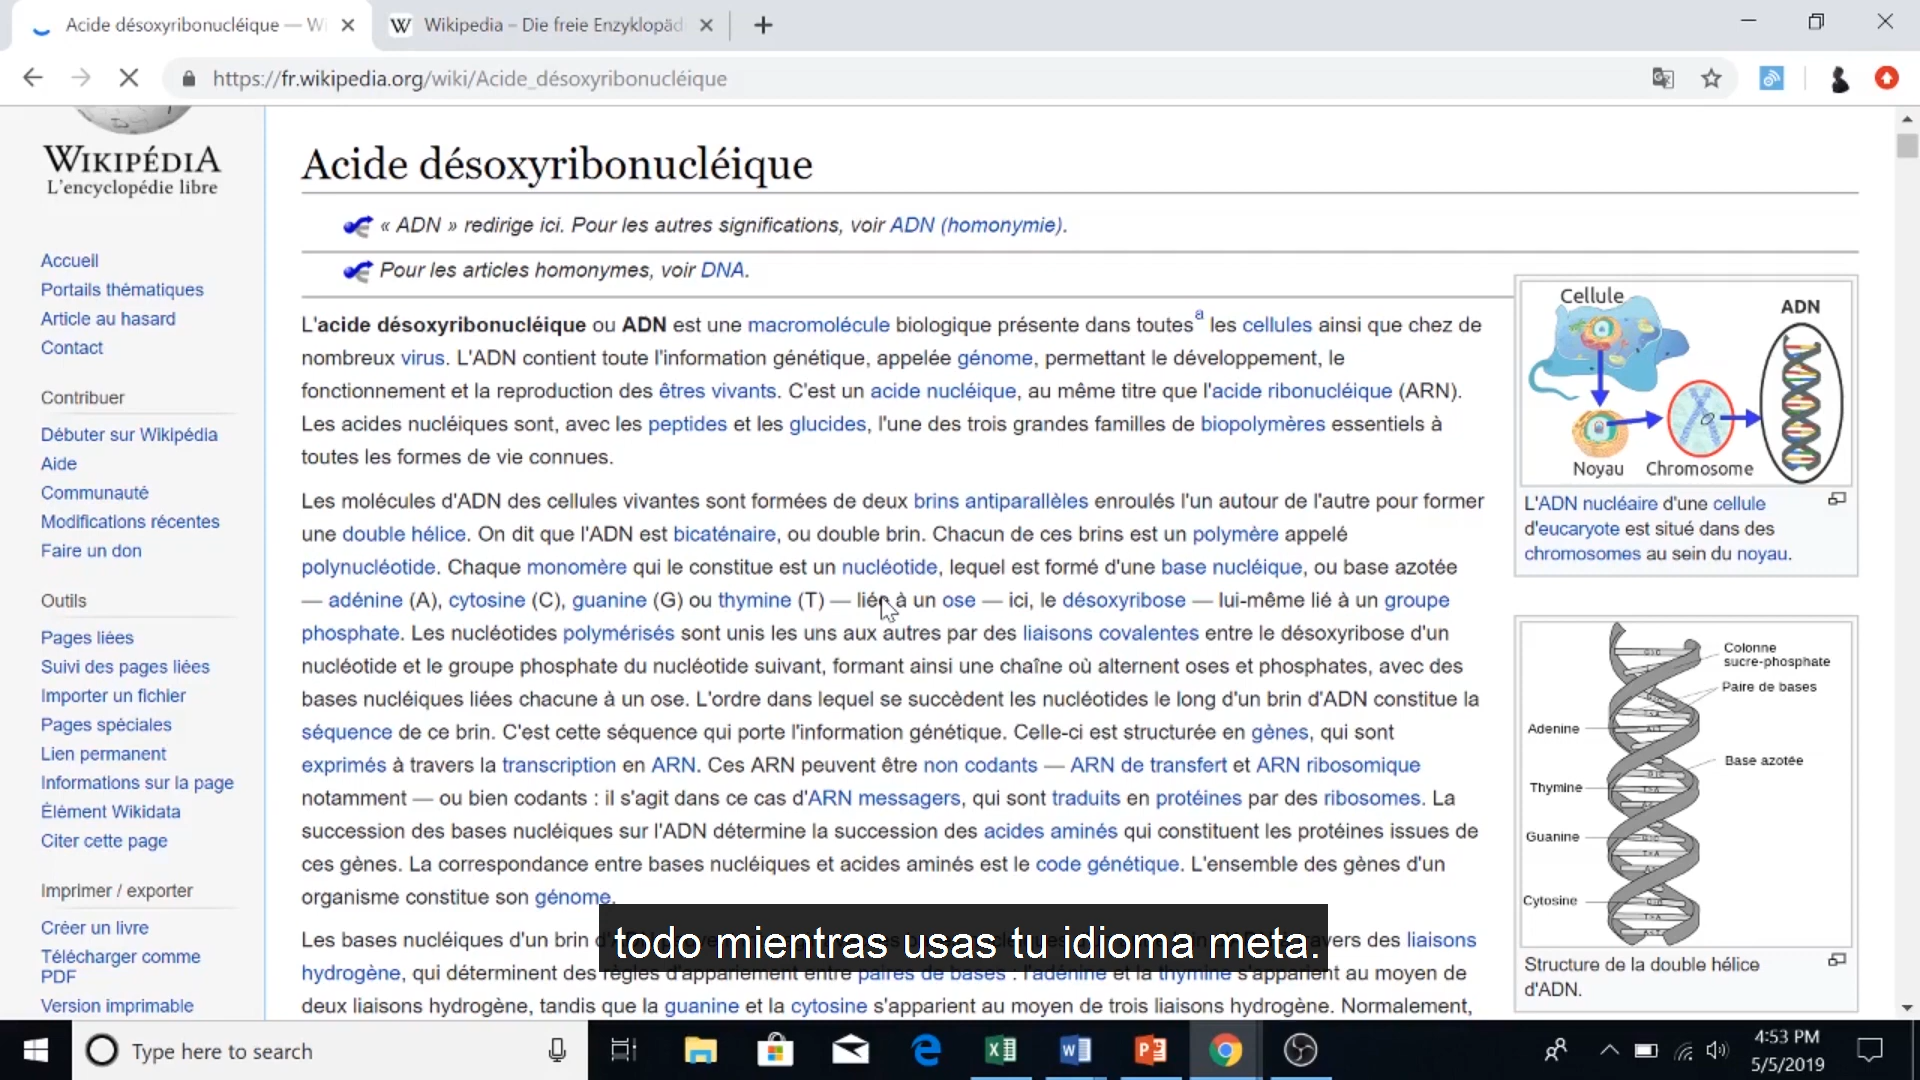 Acide désoxyribonucléique — Wi
Wikipedia – Die freie Enzyklopäd
https://fr.wikipedia.org/wiki/Acide_désoxyribonucléique
WIKIPÉDIA
L'encyclopédie libre
Accueil
Portails thématiques
Article au hasard
Contact
Contribuer
Débuter sur Wikipédia
Aide
Communauté
Modifications récentes
Faire un don
Outils
Pages liées
Suivi des pages liées
Importer un fichier
Pages spéciales
Lien permanent
Informations sur la page
Élément Wikidata
Citer cette page
Imprimer / exporter
Créer un livre
Télécharger comme
PDF
Version imprimable
Acide désoxyribonucléique
« ADN » redirige ici. Pour les autres significations, voir ADN (homonymie).
Pour les articles homonymes, voir DNA.
L'acide désoxyribonucléique ou ADN est une macromolécule biologique présente dans toutes a les cellules ainsi que chez de
nombreux virus. L'ADN contient toute l'information génétique, appelée génome, permettant le développement, le
fonctionnement et la reproduction des êtres vivants. C'est un acide nucléique, au même titre que l'acide ribonucléique (ARN).
Les acides nucléiques sont, avec les peptides et les glucides, l'une des trois grandes familles de biopolymères essentiels à
toutes les formes de vie connues.
Les molécules d'ADN des cellules vivantes sont formées de deux brins antiparallèles enroulés l'un autour de l'autre pour former
une double hélice. On dit que l'ADN est bicaténaire, ou double brin. Chacun de ces brins est un polymère appelé
polynucléotide. Chaque monomère qui le constitue est un nucléotide, lequel est formé d'une base nucléique, ou base azotée
— adénine (A), cytosine (C), guanine (G) ou thymine (T) — liée à un ose — ici, le désoxyribose — lui-même lié à un groupe
phosphate. Les nucléotides polymérisés sont unis les uns aux autres par des liaisons covalentes entre le désoxyribose d'un
nucléotide et le groupe phosphate du nucléotide suivant, formant ainsi une chaîne où alternent oses et phosphates, avec des
bases nucléiques liées chacune à un ose. L'ordre dans lequel se succèdent les nucléotides le long d'un brin d'ADN constitue la
séquence de ce brin. C'est cette séquence qui porte l'information génétique. Celle-ci est structurée en gènes, qui sont
exprimés à travers la transcription en ARN. Ces ARN peuvent être non codants — ARN de transfert et ARN ribosomique
notamment — ou bien codants : il s'agit dans ce cas d'ARN messagers, qui sont traduits en protéines par des ribosomes. La
succession des bases nucléiques sur l'ADN détermine la succession des acides aminés qui constituent les protéines issues de
ces gènes. La correspondance entre bases nucléiques et acides aminés est le code génétique. L'ensemble des gènes d'un
organisme constitue son génome.
Les bases nucléiques d'un brin avers des liaisons
hydrogène, qui déterminent des règles d'appariement entre paires de bases : l'adénine et la thymine s'apparient au moyen de
deux liaisons hydrogène, tandis que la guanine et la cytosine s'apparient au moyen de trois liaisons hydrogène. Normalement,
todo mientras usas tu idioma meta.
Cellule
ADN
Noyau
Chromosome
L'ADN nucléaire d'une cellule
d'eucaryote est situé dans des
chromosomes au sein du noyau.
Colonne
sucre-phosphate
Paire de bases
Adenine
Base azotée
Thymine
Guanine
Cytosine
Structure de la double hélice
d'ADN.
Type here to search
4:53 PM
5/5/2019